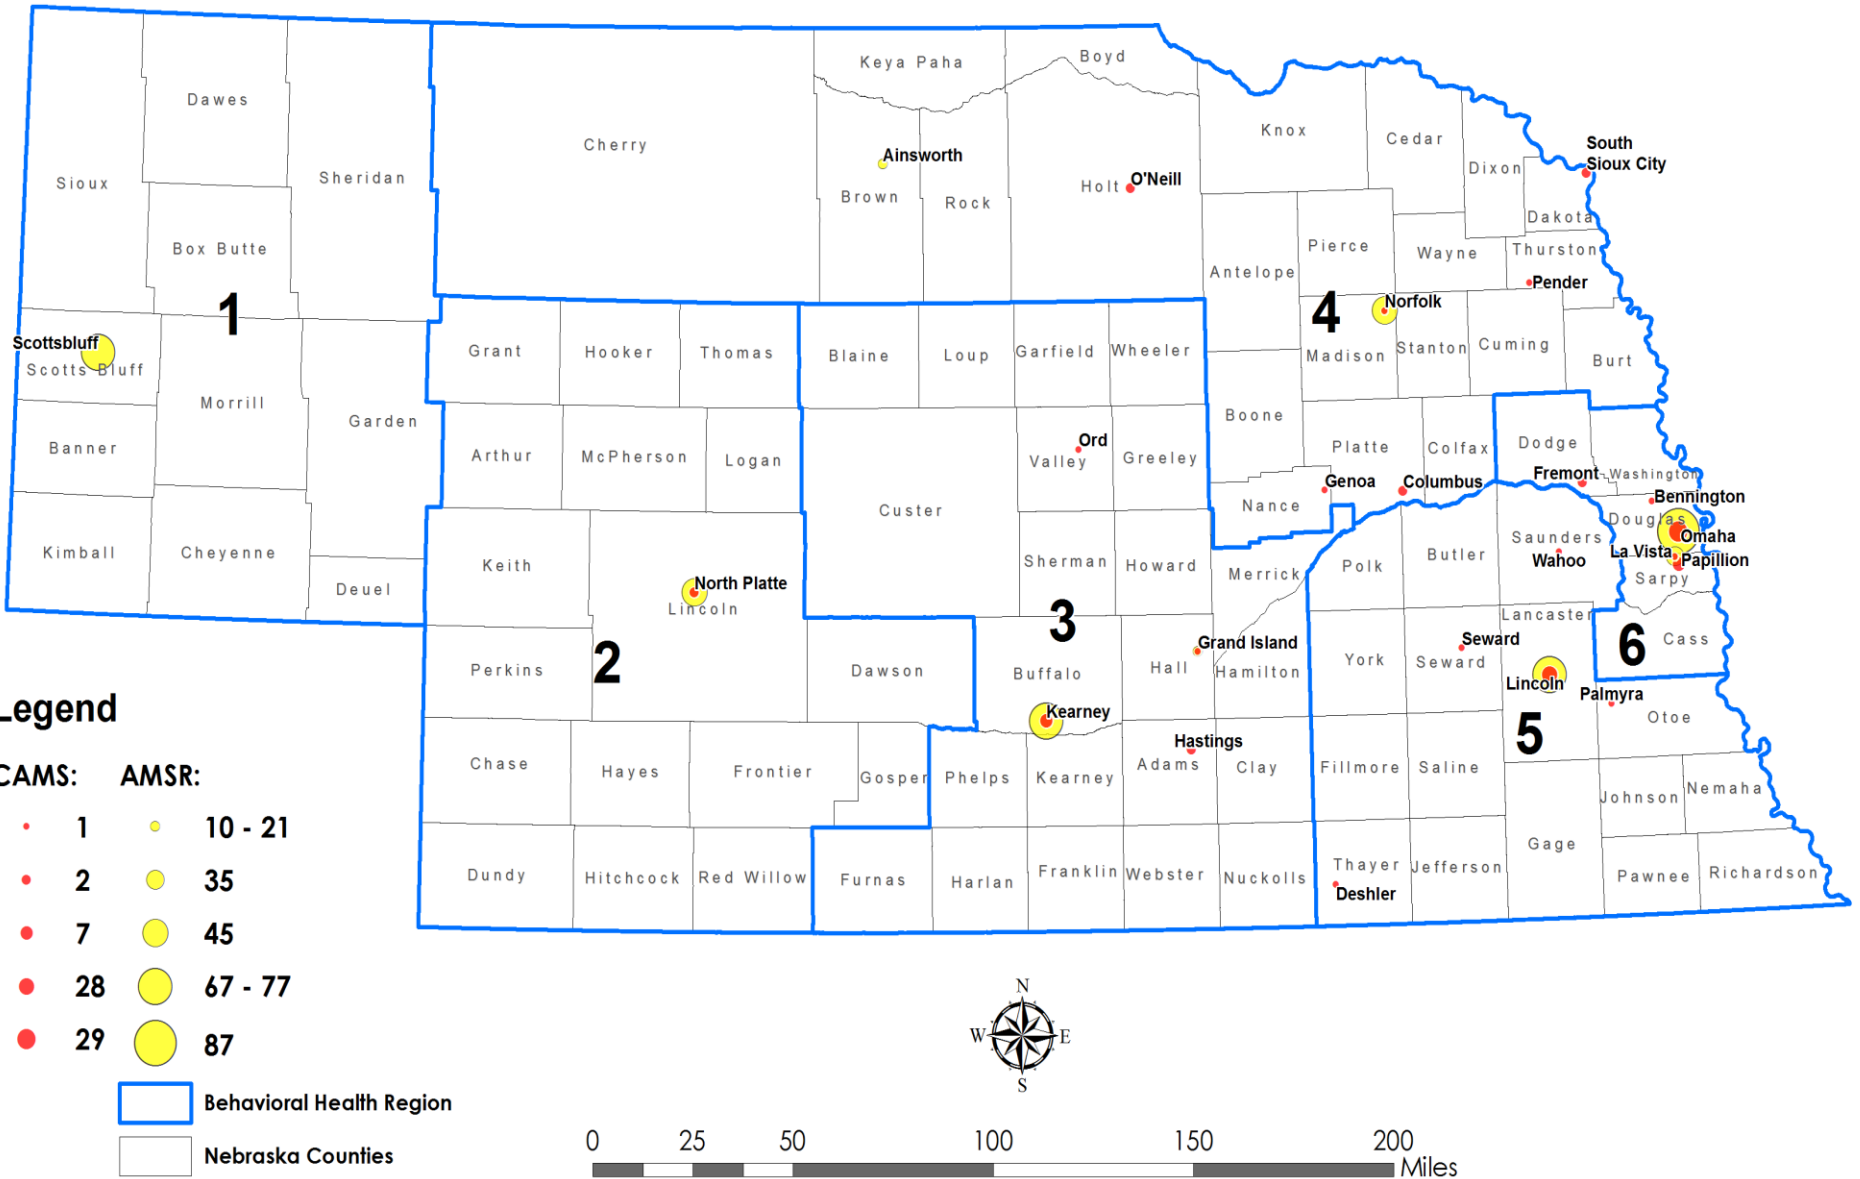 Keya Paha
Boyd
Dawes
Knox
Cedar
Cherry
South
Sioux City
Ainsworth
Dixon
Sioux
Sheridan
O'Neill
Holt
Brown
Rock
Dakota
Box Butte
Pierce
Wayne
Thurston
Antelope
Pender
1
4
Norfolk
Scottsbluff
Scotts Bluff
Grant
Hooker
Thomas
Blaine
Loup
Garfield
Wheeler
Madison
Stanton
Cuming
Burt
Morrill
Garden
Boone
Banner
Arthur
McPherson
Logan
Ord
Valley
Greeley
Platte
Colfax
Dodge
Fremont
Washington
Genoa
Columbus
Bennington
Custer
Nance
Douglas
Omaha
Kimball
Cheyenne
Keith
Sherman
Howard
Merrick
Polk
Butler
Saunders
Wahoo
La Vista
Papillion
Sarpy
Deuel
North Platte
Lincoln
3
Lancaster
2
6
Cass
Perkins
Dawson
Buffalo
Grand Island
Hall
Hamilton
York
Seward
Seward
Lincoln
Palmyra
Otoe
Kearney
5
Legend
Hastings
Chase
Hayes
Frontier
Gosper
Phelps
Kearney
Adams
Clay
Fillmore
Saline
Johnson
Nemaha
CAMS: AMSR:
1 10 - 21
2 35
7 45
28 67 - 77
29 87
Dundy
Hitchcock
Red Willow
Furnas
Harlan
Franklin
Webster
Nuckolls
Thayer
Jefferson
Gage
Pawnee
Richardson
Deshler
Behavioral Health Region
Nebraska Counties
N
W E
S
0 25 50 100 150 200
Miles